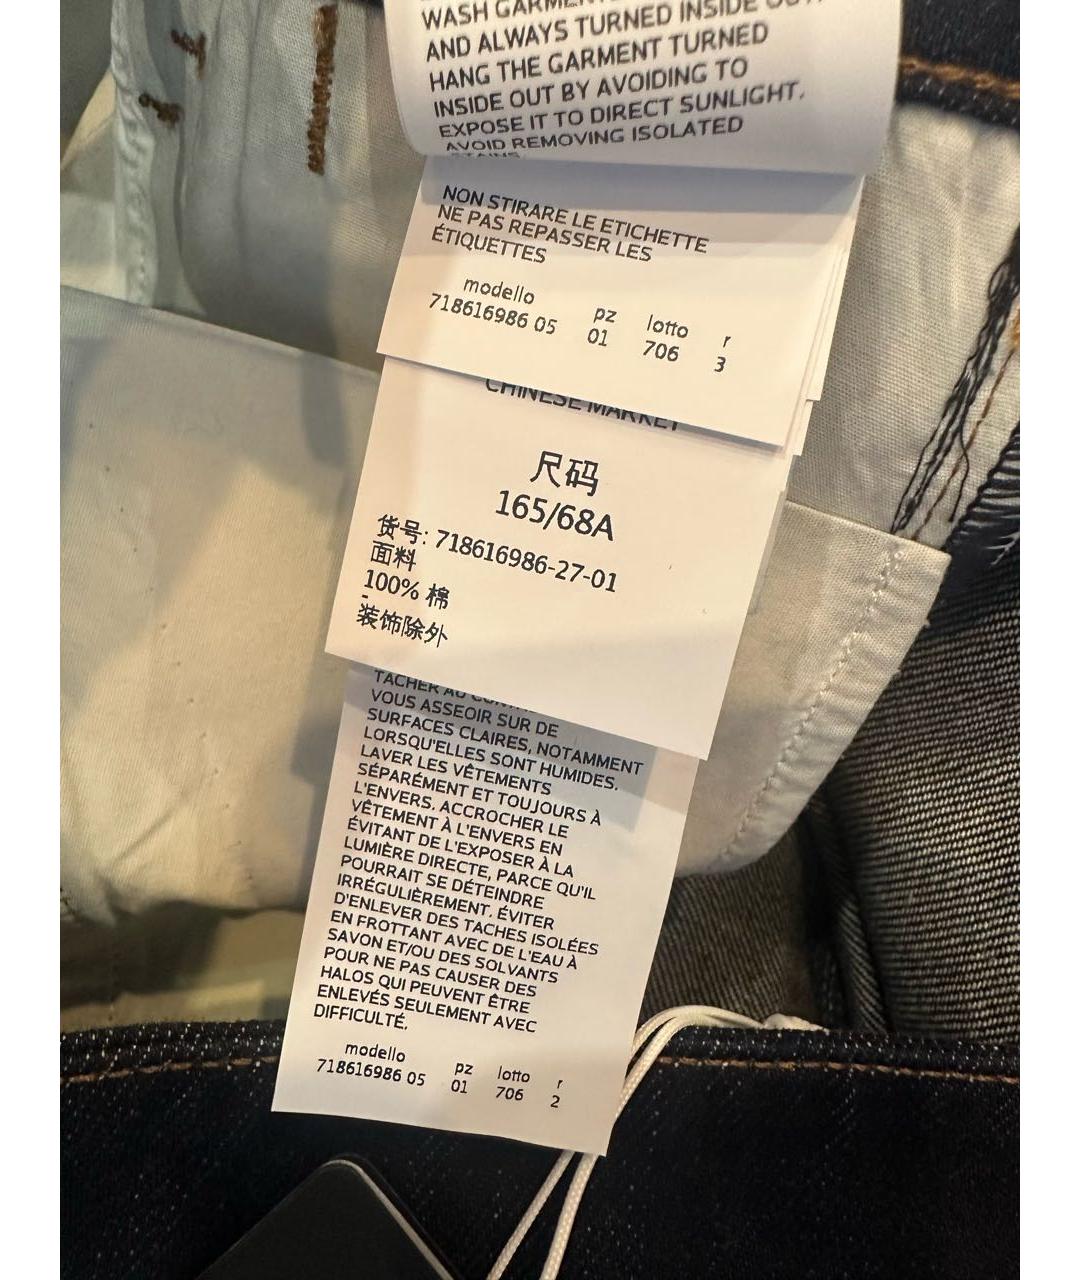 WASH GARMEN
AND ALWAYS TURNED INSIDE OUT.
HANG THE GARMENT TURNED
INSIDE OUT BY AVOIDING TO
EXPOSE IT TO DIRECT SUNLIGHT.
AVOID REMOVING ISOLATED
STAINS
NON STIRARE LE ETICHETTE
NE PAS REPASSER LES
ÉTIQUETTES
modello pz lotto r
718616986 05 01 706 3
CHINESE MARKET
尺码
165/68A
货号: 718616986-27-01
面料
100% 棉
-
装饰除外
TACHER AU
VOUS ASSEOIR SUR DE
SURFACES CLAIRES, NOTAMMENT
LORSQU'ELLES SONT HUMIDES.
LAVER LES VÊTEMENTS
SÉPARÉMENT ET TOUJOURS À
L'ENVERS. ACCROCHER LE
VÊTEMENT À L'ENVERS EN
ÉVITANT DE L'EXPOSER À LA
LUMIÈRE DIRECTE, PARCE QU'IL
POURRAIT SE DÉTEINDRE
IRRÉGULIÈREMENT. ÉVITER
D'ENLEVER DES TACHES ISOLÉES
EN FROTTANT AVEC DE L'EAU À
SAVON ET/OU DES SOLVANTS
POUR NE PAS CAUSER DES
HALOS QUI PEUVENT ÊTRE
ENLEVÉS SEULEMENT AVEC
DIFFICULTÉ.
modello pz lotto r
718616986 05 01 706 2